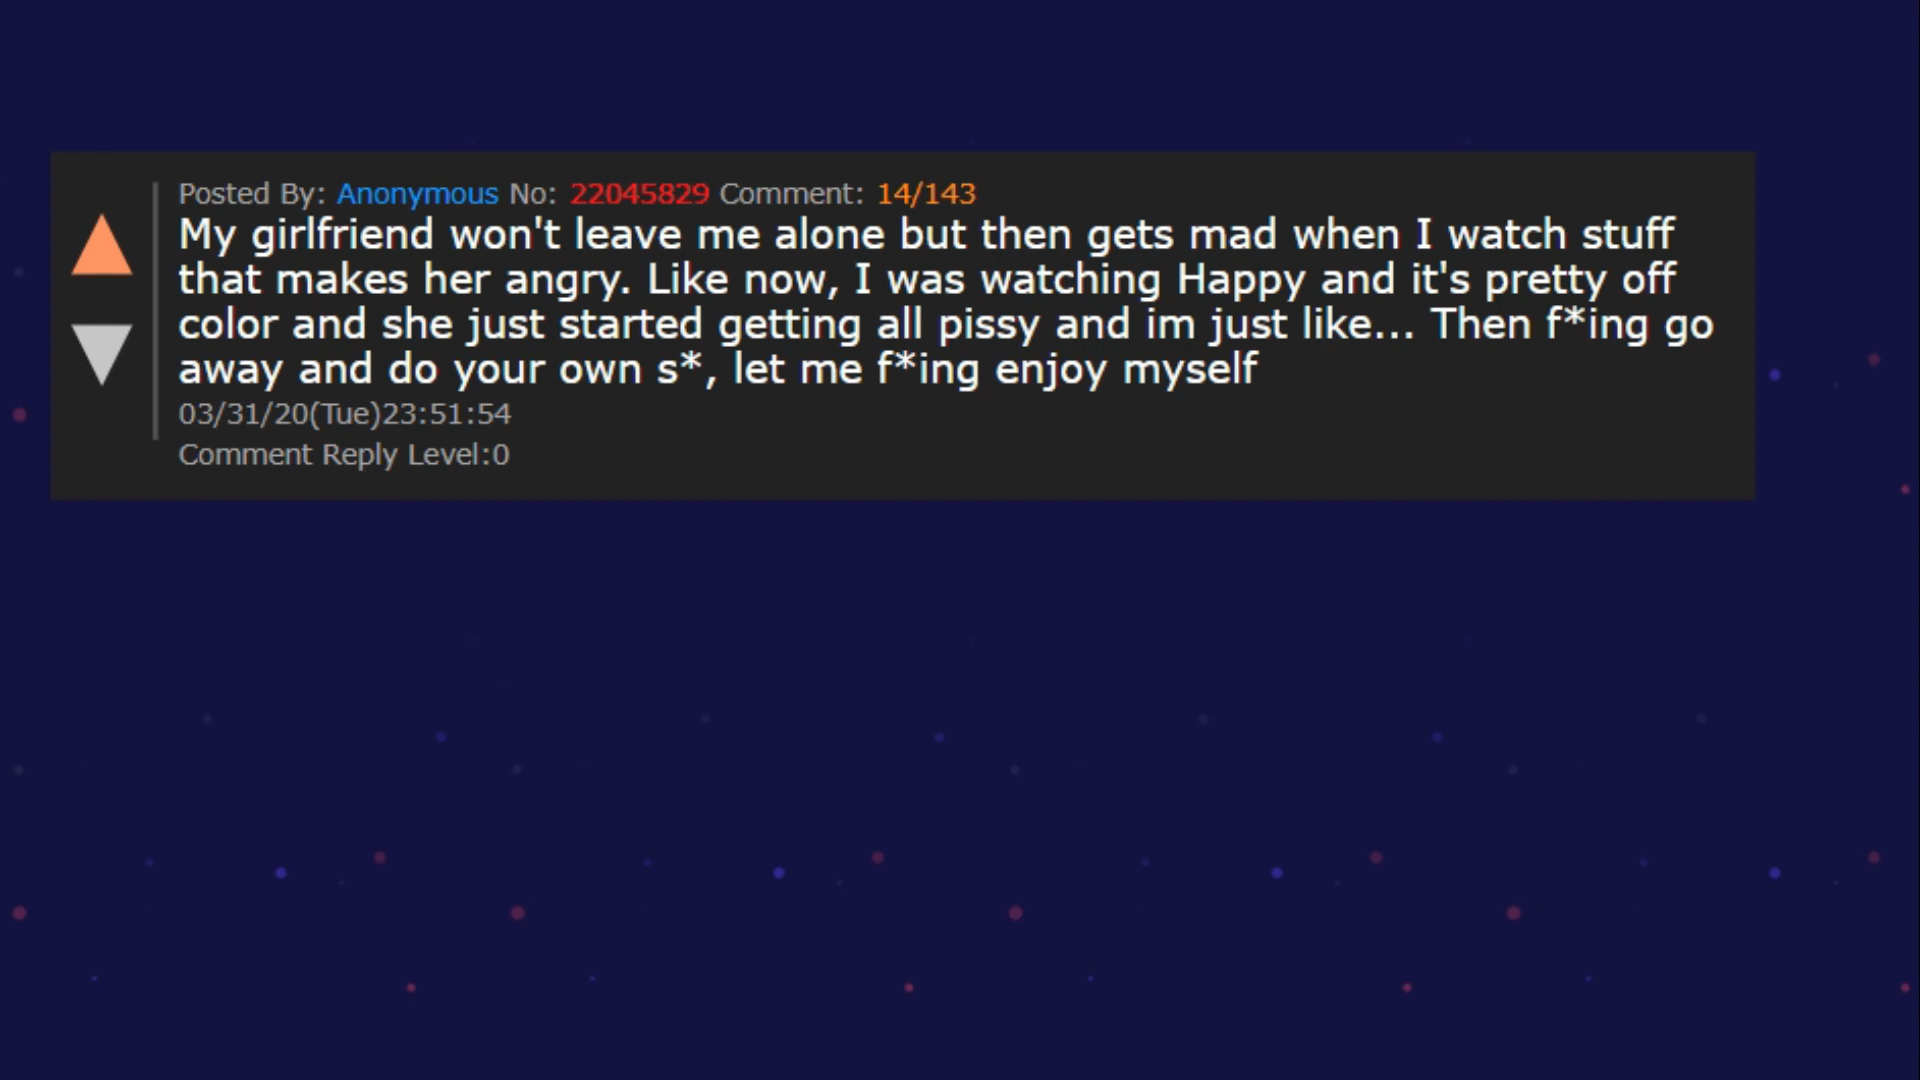 Posted By: Anonymous No: 22045829 Comment: 14/143
My girlfriend won't leave me alone but then gets mad when I watch stuff
that makes her angry. Like now, I was watching Happy and it's pretty off
color and she just started getting all pissy and im just like... Then f*ing go
away and do your own s*, let me f*ing enjoy myself
03/31/20(Tue)23:51:54
Comment Reply Level:0